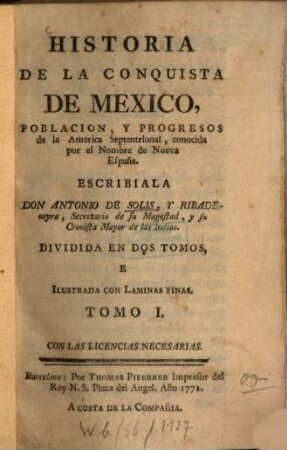 HISTORIA
DE LA CONQUISTA
DE MEXICO,
POBLACION, Y PROGRESOS
de la America Septentrional, conocida
por el Nombre de Nueva
España.
ESCRIBIALA
DON ANTONIO DE SOLIS, Y RIBADE-
neyra, Secretario de su Magestad, y su
Cronista Mayor de las Indias.
DIVIDIDA EN DOS TOMOS,
E
ILUSTRADA CON LAMINAS FINAS.
TOMO I.
CON LAS LICENCIAS NECESARIAS.
Barcelona: Por THOMAS PIFERRER Impresor del
Rey N. S. Plaza del Angel. Año 1771.
A COSTA DE LA COMPAÑIA.